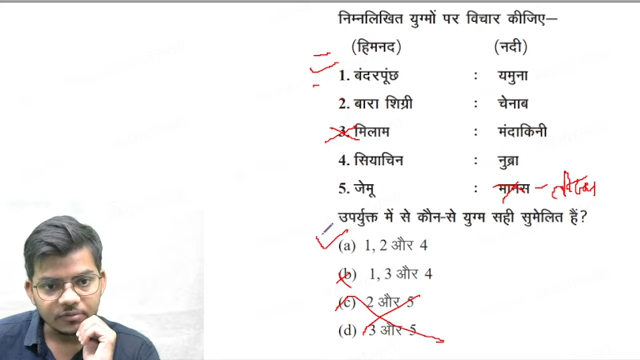 निम्नलिखित युग्मों पर विचार कीजिए–
(हिमनद) (नदी)
1. बंदरपूंछ : यमुना
2. बारा शिग्री : चेनाब
3. मिलाम : मंदाकिनी
4. सियाचिन : नुब्रा
5. जेमू : मानस –
उपर्युक्त में से कौन-से युग्म सही सुमेलित हैं?
(a) 1, 2 और 4
(b) 1, 3 और 4
(c) 2 और 5
(d) 3 और 5